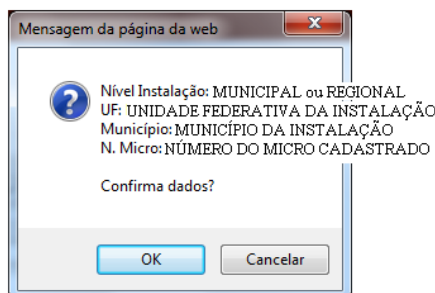 Mensagem da página da web
Nível Instalação: MUNICIPAL ou REGIONAL
UF: UNIDADE FEDERATIVA DA INSTALAÇÃO
Município: MUNICÍPIO DA INSTALAÇÃO
N. Micro: NÚMERO DO MICRO CADASTRADO
Confirma dados?
OK
Cancelar